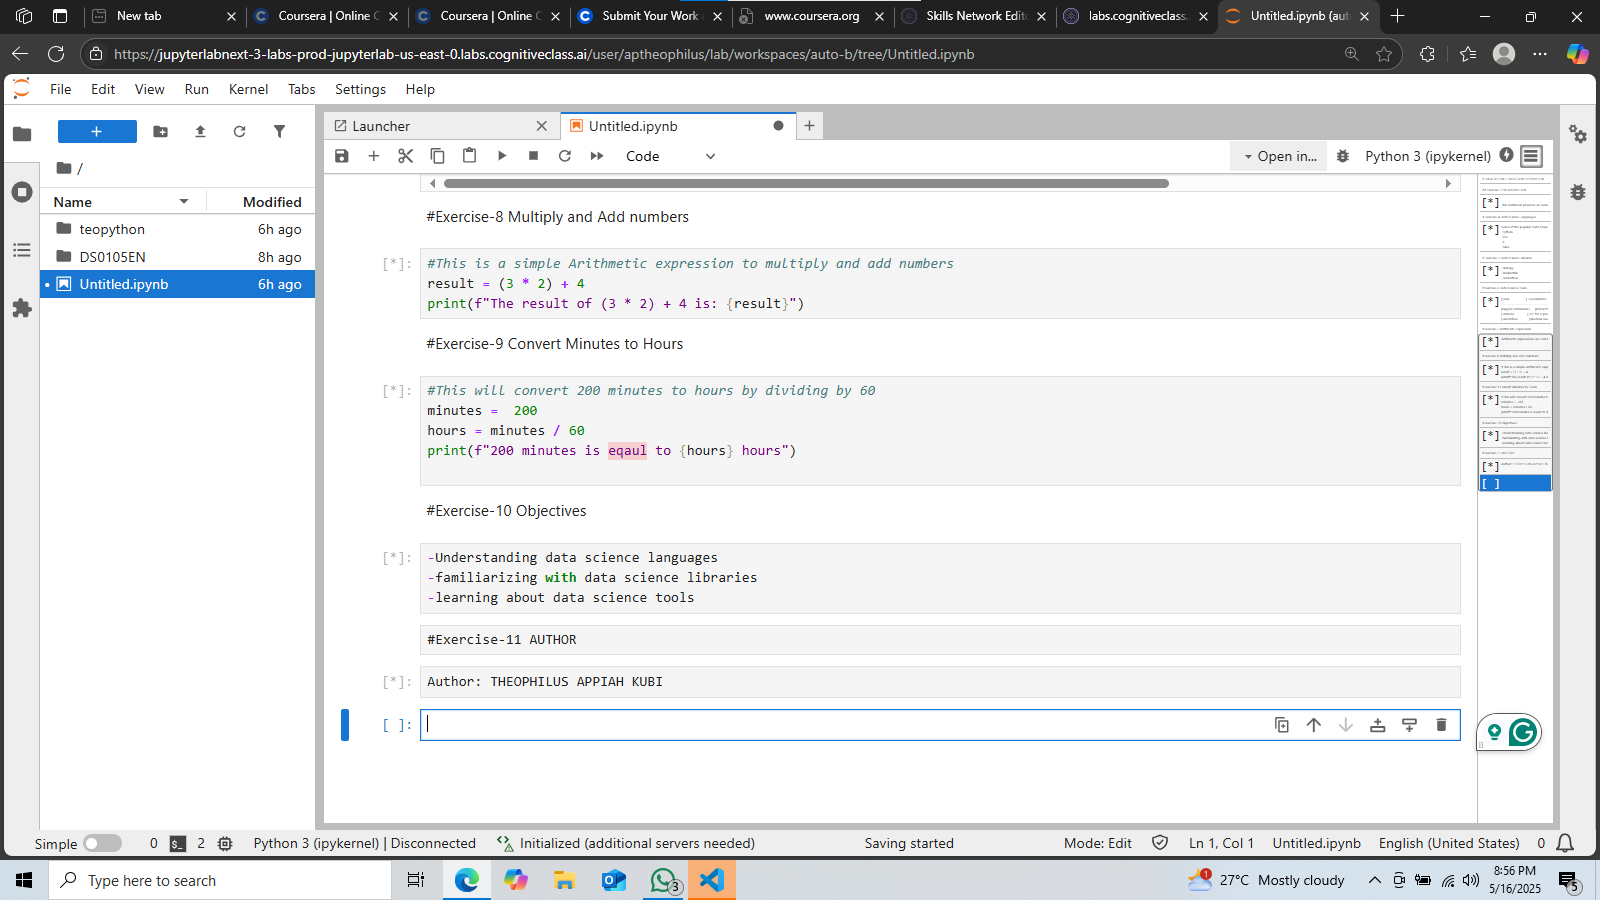 New tab
Coursera | Online C
Coursera | Online C
Submit Your Work
www.coursera.org
Skills Network Edit
labs.cognitiveclass.
Untitled.ipynb (aut
https://jupyterlabnext-3-labs-prod-jupyterlab-us-east-0.labs.cognitiveclass.ai/user/aptheophilus/lab/workspaces/auto-b/tree/Untitled.ipynb
File Edit View Run Kernel Tabs Settings Help
Launcher
Untitled.ipynb
Code
Open in...
Python 3 (ipykernel)
/
Name Modified
teopython 6h ago
DS0105EN 8h ago
Untitled.ipynb 6h ago
#Exercise-8 Multiply and Add numbers
[*]: #This is a simple Arithmetic expression to multiply and add numbers
result = (3 * 2) + 4
print(f"The result of (3 * 2) + 4 is: {result}")
#Exercise-9 Convert Minutes to Hours
[*]: #This will convert 200 minutes to hours by dividing by 60
minutes =  200
hours = minutes / 60
print(f"200 minutes is eqaul to {hours} hours")
#Exercise-10 Objectives
[*]: -Understanding data science languages
-familiarizing with data science libraries
-learning about data science tools
#Exercise-11 AUTHOR
[*]: Author: THEOPHILUS APPIAH KUBI
[ ]:
[*]
[*]
[*]
[*]
[*]
[*]
[*]
[*]
[*]
[ ]
Simple 0 2 Python 3 (ipykernel) | Disconnected Initialized (additional servers needed) Saving started Mode: Edit Ln 1, Col 1 Untitled.ipynb English (United States) 0
Type here to search
3
1
27°C Mostly cloudy
8:56 PM
5/16/2025
5